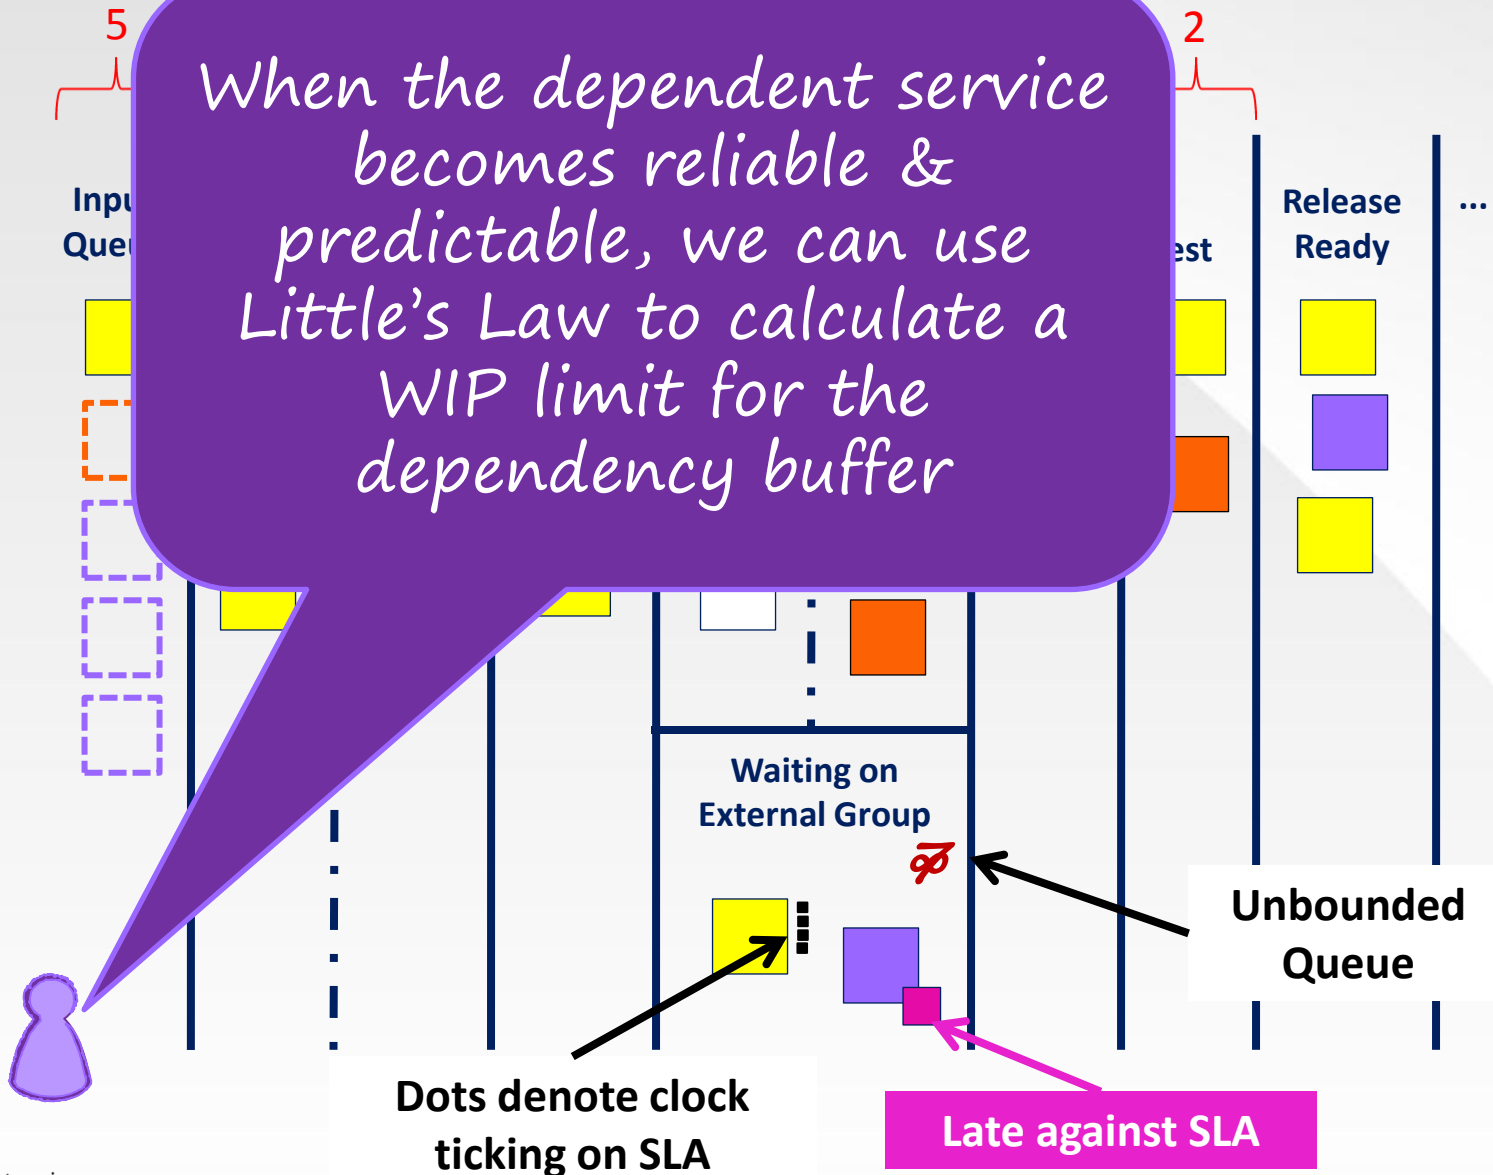 5
2
When the dependent service
becomes reliable &
predictable, we can use
Little's Law to calculate a
WIP limit for the
dependency buffer
Release
Ready
...
Waiting on
External Group
Unbounded
Queue
Dots denote clock
ticking on SLA
Late against SLA